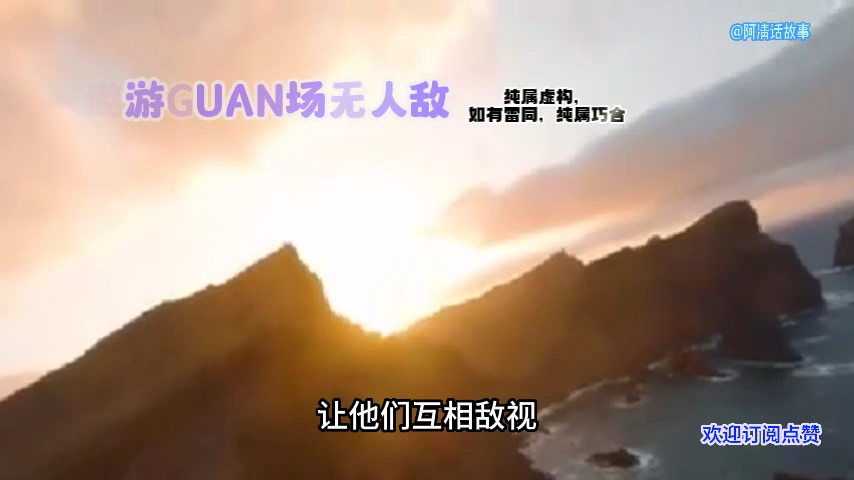 @阿清话故事
游GUAN场无人敌
纯属虚构，
如有雷同，纯属巧合
让他们互相敌视
欢迎订阅点赞